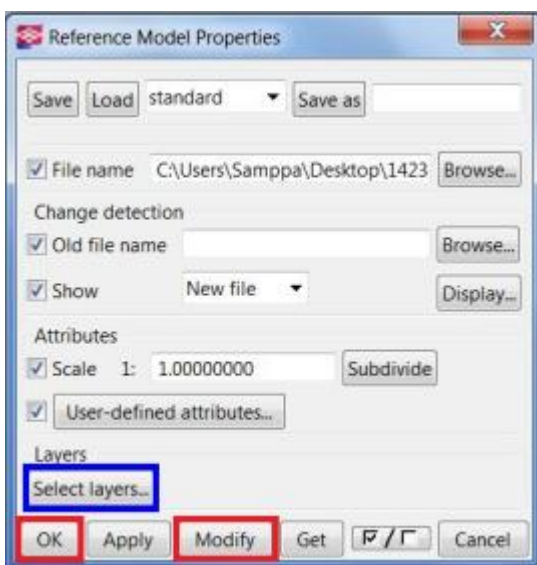 Reference Model Properties
Save Load standard Save as
File name C:\Users\Samppa\Desktop\1423 Browse...
Change detection
Old file name Browse...
Show New file Display...
Attributes
Scale 1: 1.00000000 Subdivide
User-defined attributes...
Layers
Select layers...
OK Apply Modify Get / Cancel